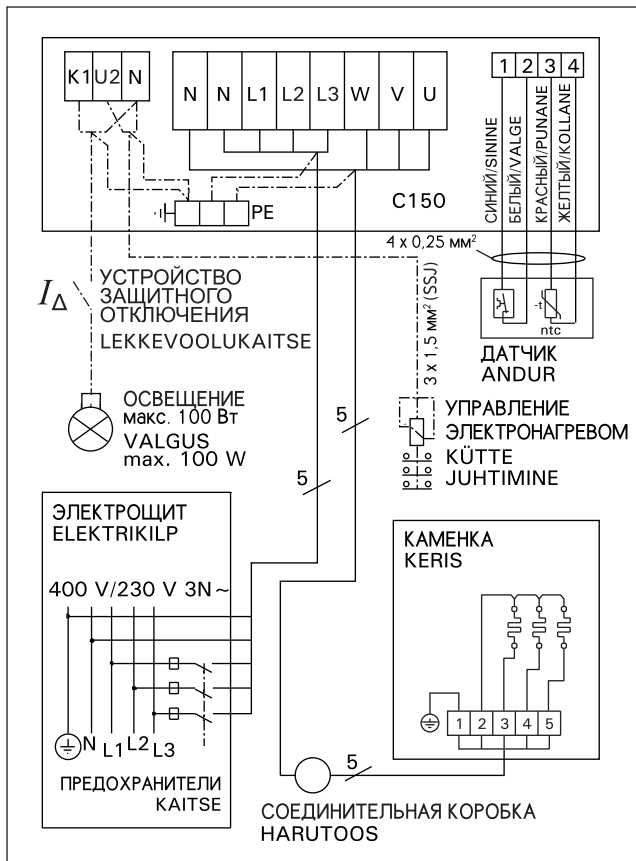 K1 U2 N
N N L1 L2 L3 W V U
1 2 3 4
СИНИЙ/SININE
БЕЛЫЙ/VALGE
КРАСНЫЙ/PUNANE
ЖЕЛТЫЙ/KOLLANE
PE
C150
4 x 0,25 мм²
I∆
УСТРОЙСТВО
ЗАЩИТНОГО
ОТКЛЮЧЕНИЯ
LEKKEVOOLUKAITSE
3 x 1,5 мм² (SSJ)
-t
ntc
ДАТЧИК
ANDUR
ОСВЕЩЕНИЕ
макс. 100 Вт
VALGUS
max. 100 W
5
5
УПРАВЛЕНИЕ
ЭЛЕКТРОНАГРЕВОМ
KÜTTE
JUHTIMINE
ЭЛЕКТРОЩИТ
ELEKTRIKILP
400 V/230 V 3N ~
N L1 L2 L3
ПРЕДОХРАНИТЕЛИ
KAITSE
КАМЕНКА
KERIS
1 2 3 4 5
5
СОЕДИНИТЕЛЬНАЯ КОРОБКА
HARUTOOS